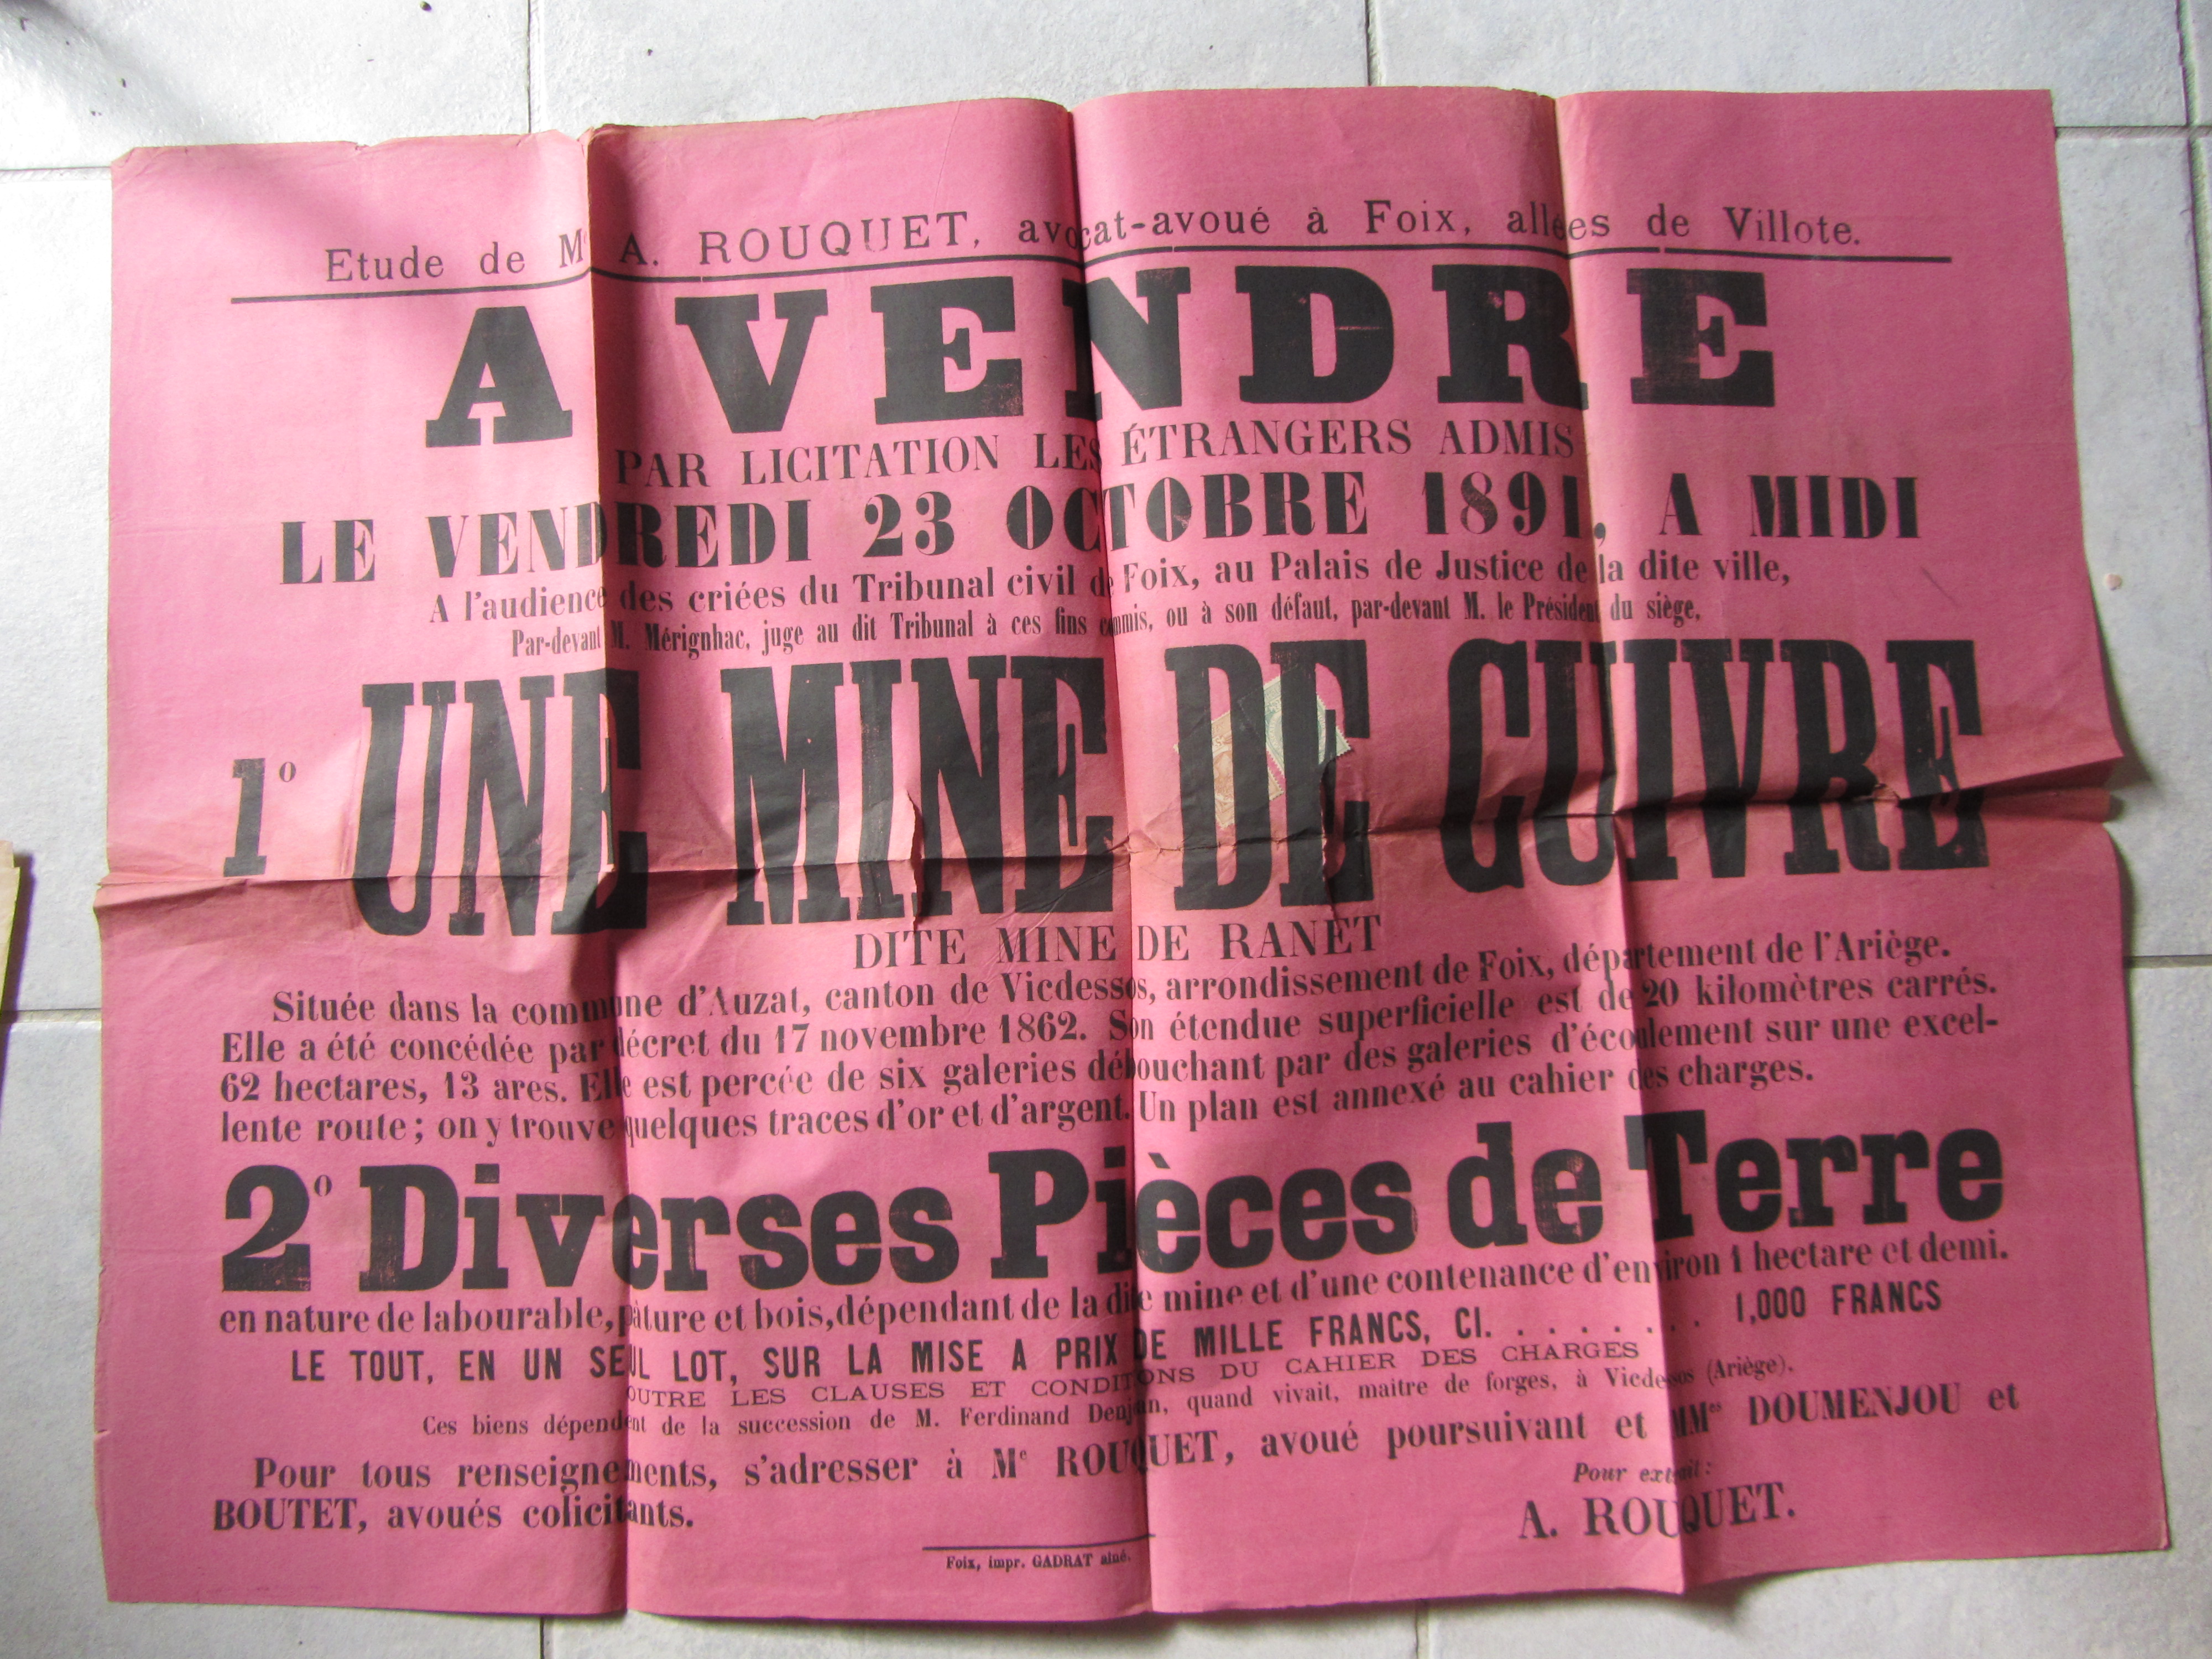 Etude de Me A. ROUQUET, avocat-avoué à Foix, allées de Villote.
A VENDRE
PAR LICITATION LES ÉTRANGERS ADMIS
LE VENDREDI 23 OCTOBRE 1891, A MIDI
A l'audience des criées du Tribunal civil de Foix, au Palais de Justice de la dite ville,
Par-devant M. Mérignhac, juge au dit Tribunal à ces fins commis, ou à son défaut, par-devant M. le Président du siège,
1o UNE MINE DE CUIVRE
DITE MINE DE RANET
Située dans la commune d'Auzat, canton de Vicdessos, arrondissement de Foix, département de l'Ariège.
Elle a été concédée par décret du 17 novembre 1862. Son étendue superficielle est de 20 kilomètres carrés.
62 hectares, 13 ares. Elle est percée de six galeries débouchant par des galeries d'écoulement sur une excel-
lente route; on y trouve quelques traces d'or et d'argent. Un plan est annexé au cahier des charges.
2o Diverses Pièces de Terre
en nature de labourable, pâture et bois, dépendant de la dite mine et d'une contenance d'environ 1 hectare et demi.
LE TOUT, EN UN SEUL LOT, SUR LA MISE A PRIX DE MILLE FRANCS, CI. . . . . . . . 1,000 FRANCS
OUTRE LES CLAUSES ET CONDITONS DU CAHIER DES CHARGES
Ces biens dépendent de la succession de M. Ferdinand Denjean, quand vivait, maitre de forges, à Vicdessos (Ariège).
Pour tous renseignements, s'adresser à Me ROUQUET, avoué poursuivant et MMes DOUMENJOU et
BOUTET, avoués colicitants.
Pour extrait:
A. ROUQUET.
Foix, impr. GADRAT aîné.